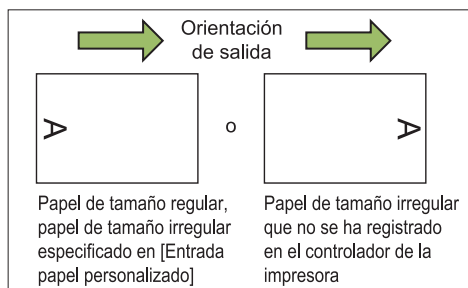 Orientación
de salida
A
o
A
Papel de tamaño regular,
papel de tamaño irregular
especificado en [Entrada
papel personalizado]
Papel de tamaño irregular
que no se ha registrado
en el controlador de la
impresora